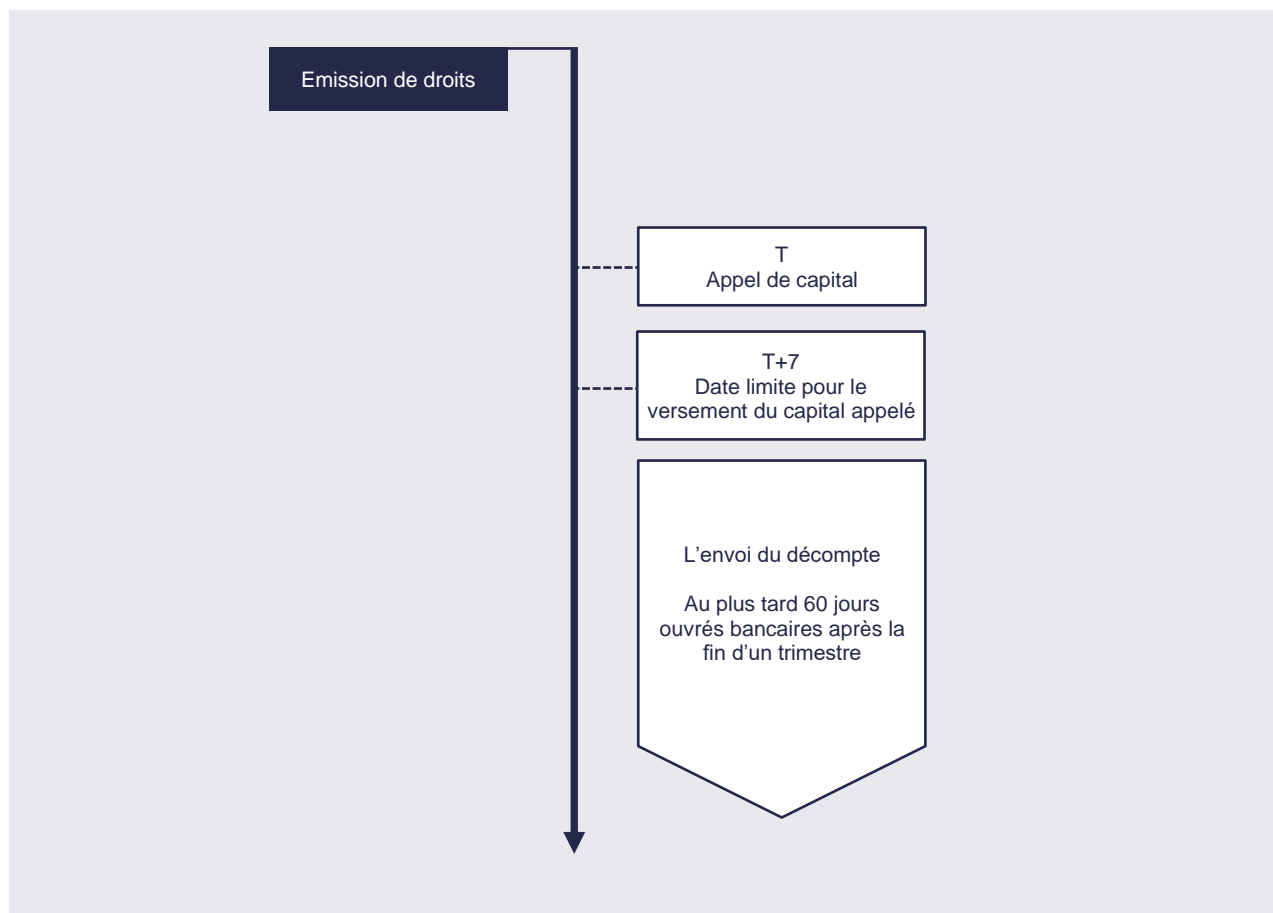 Emission de droits
T
Appel de capital
T+7
Date limite pour le
versement du capital appelé
L’envoi du décompte
Au plus tard 60 jours
ouvrés bancaires après la
fin d’un trimestre